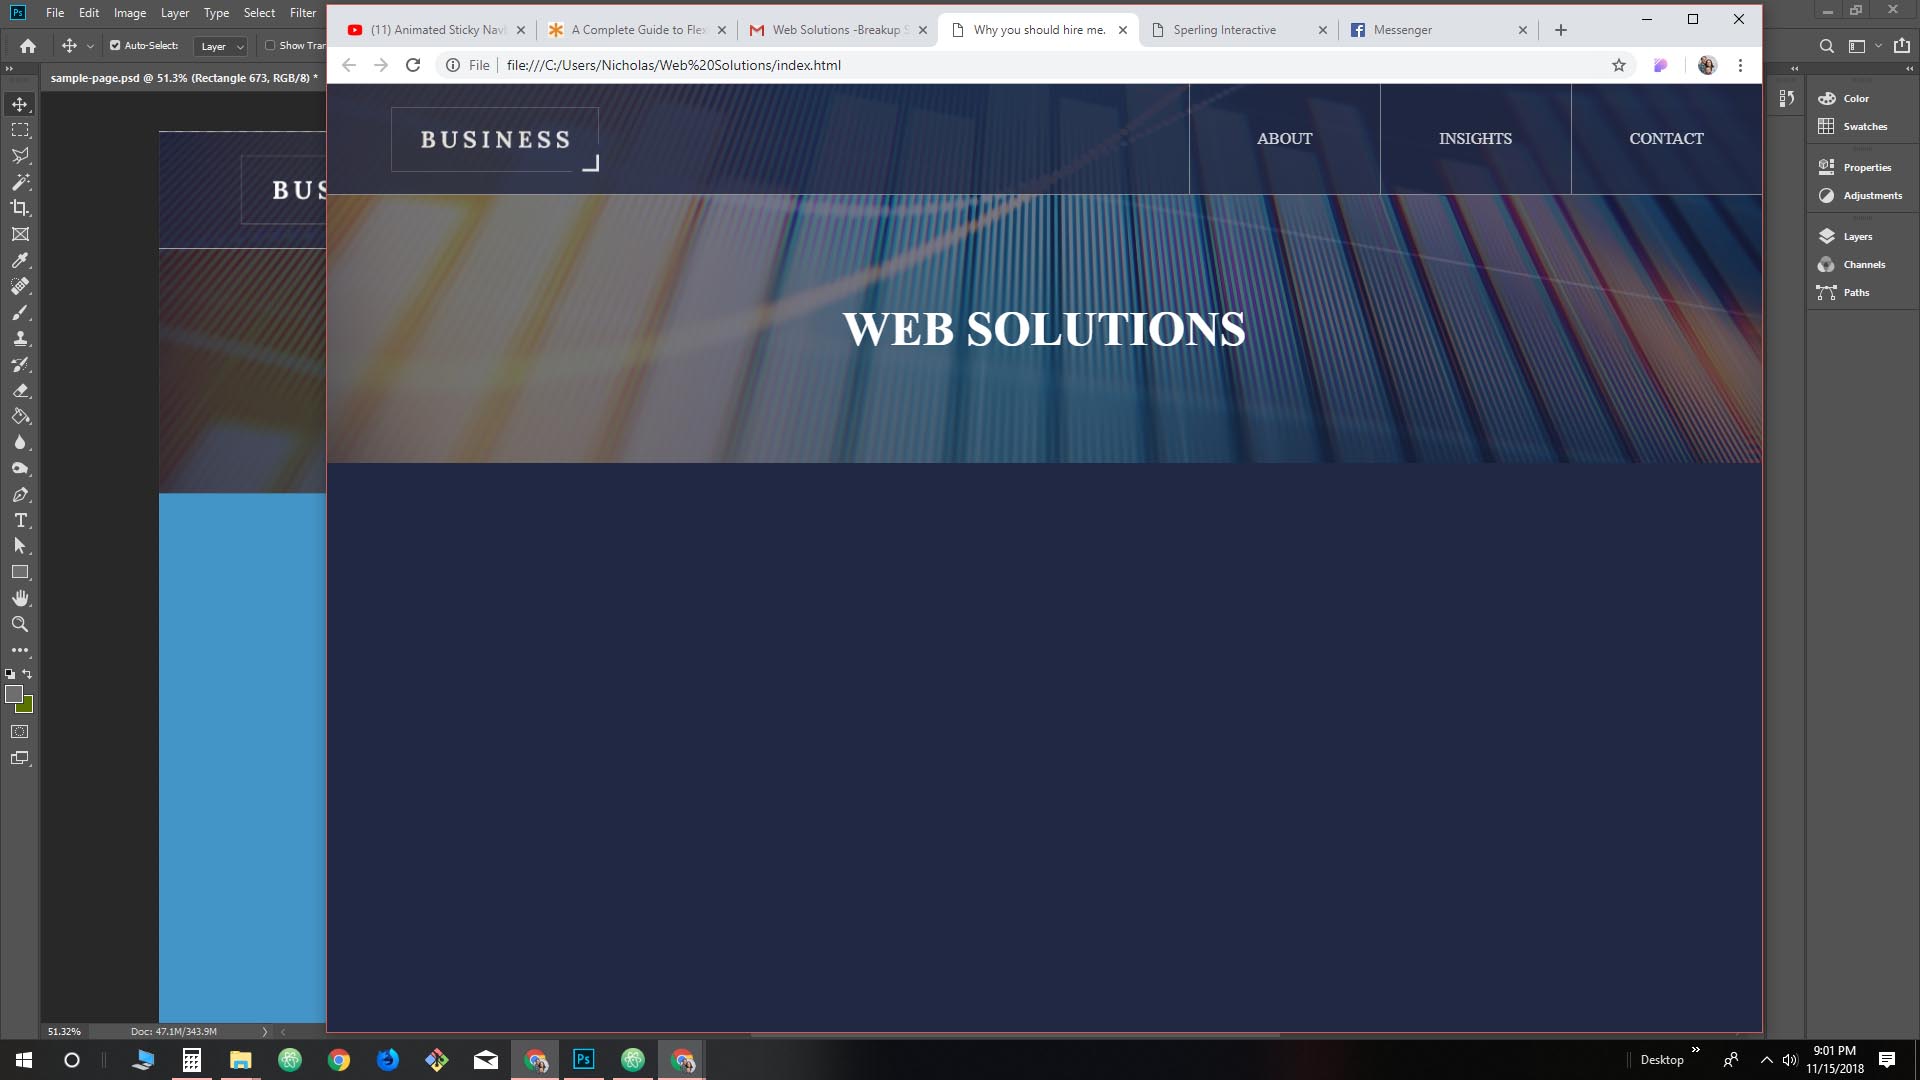 Ps File Edit Image Layer Type Select Filter
Auto-Select: Layer Show Tran
sample-page.psd @ 51.3% (Rectangle 673, RGB/8) *
(11) Animated Sticky Navb
A Complete Guide to Flex
Web Solutions -Breakup S
Why you should hire me.
Sperling Interactive
Messenger
File file:///C:/Users/Nicholas/Web%20Solutions/index.html
BUS
BUSINESS
ABOUT
INSIGHTS
CONTACT
WEB SOLUTIONS
Color
Swatches
Properties
Adjustments
Layers
Channels
Paths
51.32% Doc: 47.1M/343.9M
Ps
Desktop
9:01 PM
11/15/2018